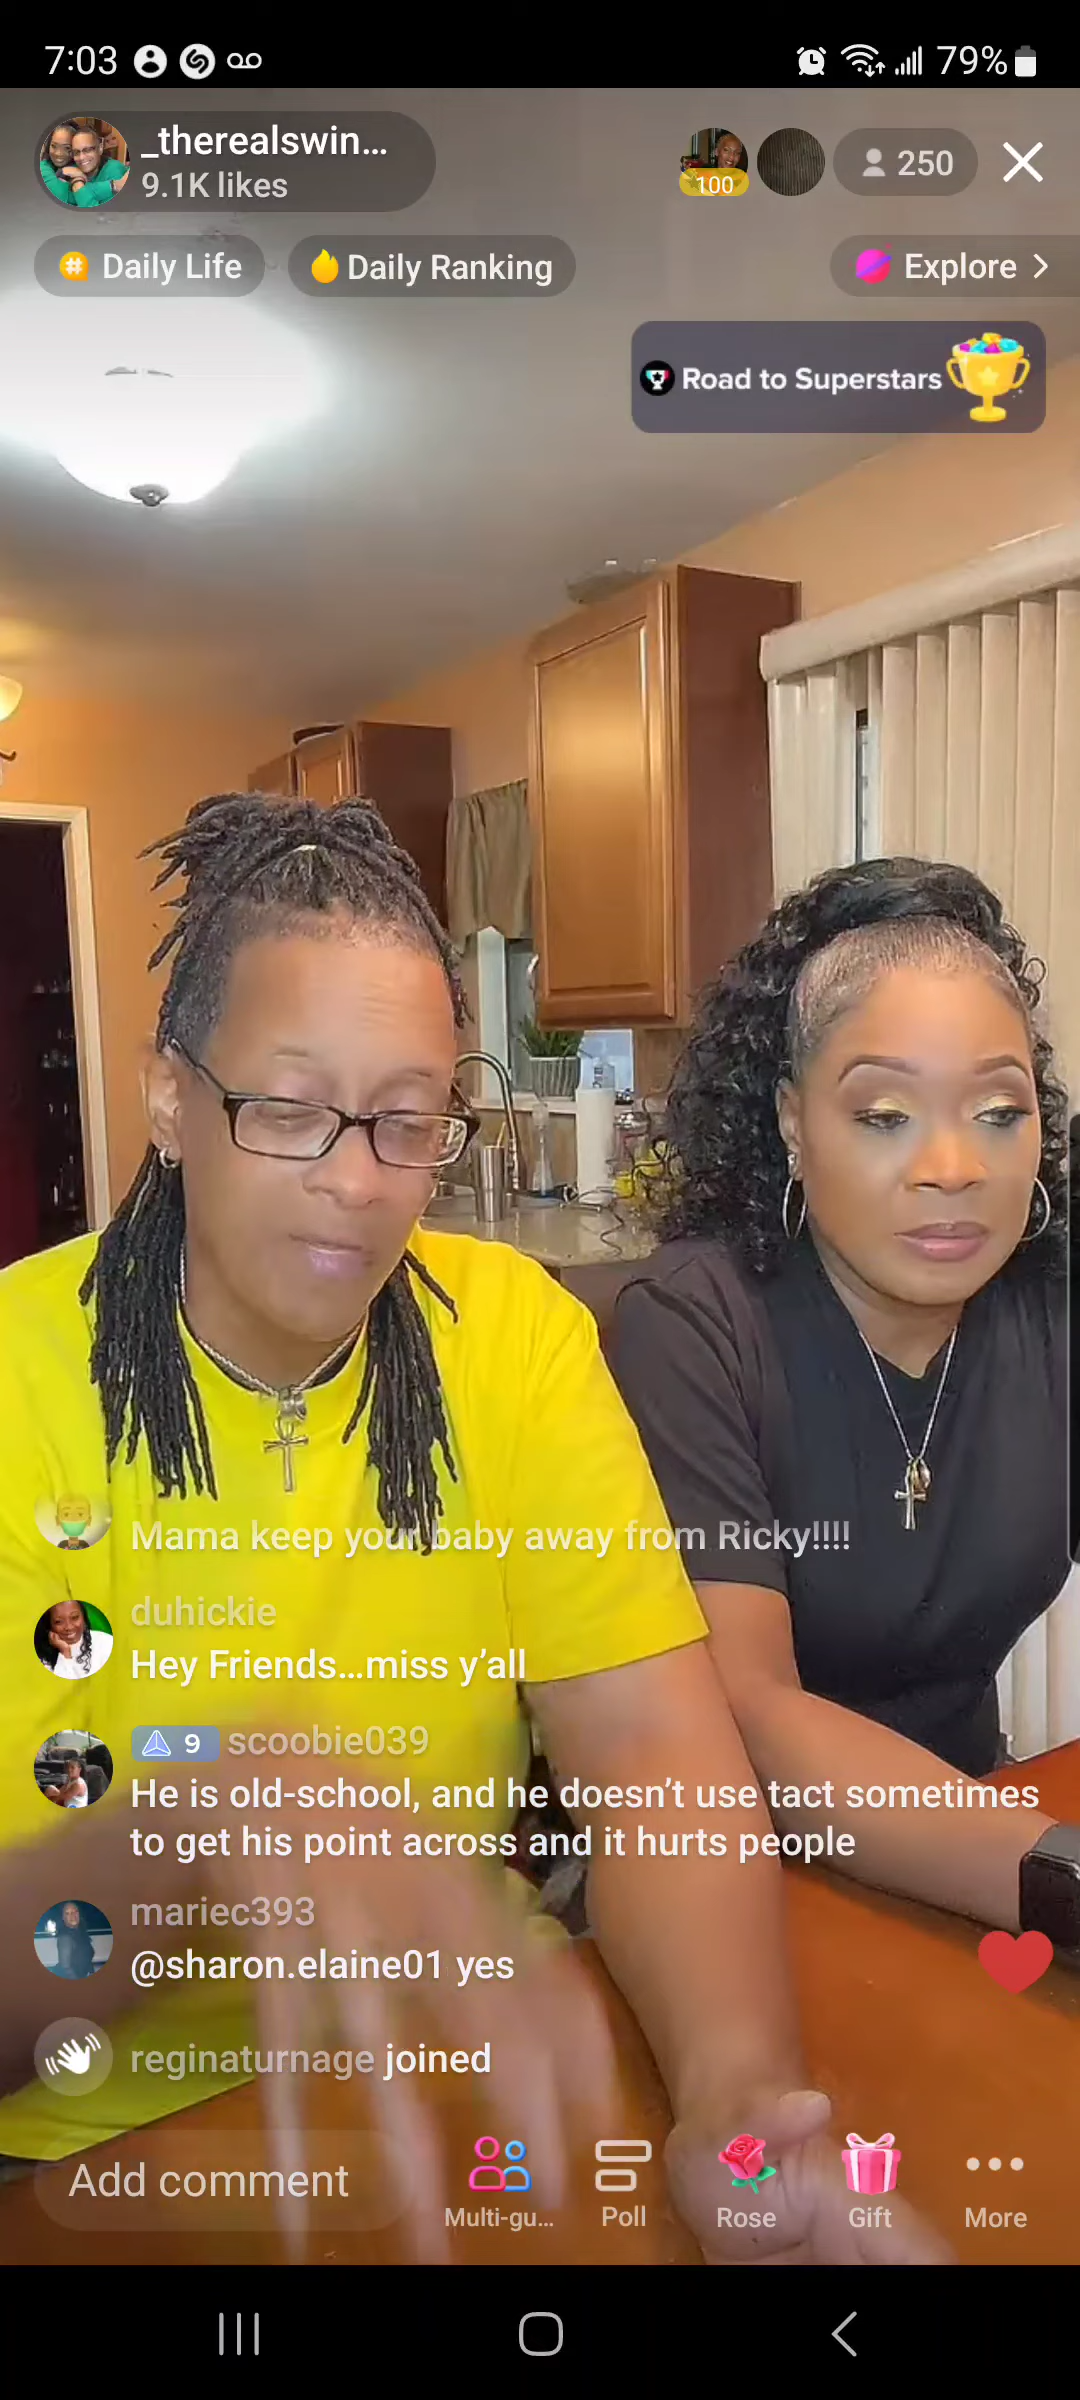 7:03
79%
_therealswin...
9.1K likes
100
250
Daily Life
Daily Ranking
Explore
Road to Superstars
Mama keep your baby away from Ricky!!!!
duhickie
Hey Friends...miss y'all
9 scoobie039
He is old-school, and he doesn't use tact sometimes
to get his point across and it hurts people
mariec393
@sharon.elaine01 yes
reginaturnage joined
Add comment
Multi-gu...
Poll
Rose
Gift
More